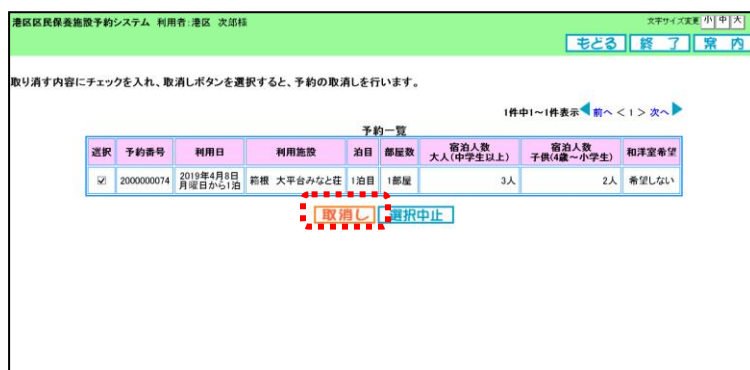 港区区民保養施設予約システム 利用者:港区 次郎様
文字サイズ変更 小 中 大
もどる 終 了 案 内
取り消す内容にチェックを入れ、取消しボタンを選択すると、予約の取消しを行います。
1件中1~1件表示 前へ < 1 > 次へ
予約一覧
選択 予約番号 利用日 利用施設 泊目 部屋数 宿泊人数 大人(中学生以上) 宿泊人数 子供(4歳~小学生) 和洋室希望
2000000074 2019年4月8日 月曜日から1泊 箱根 大平台みなと荘 1泊目 1部屋 3人 2人 希望しない
取消し 選択中止